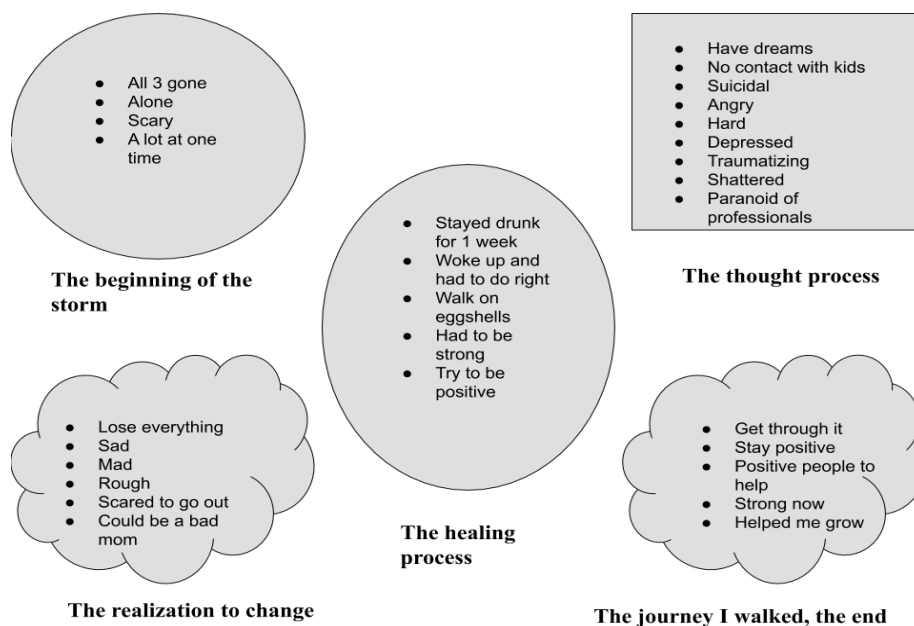 ● All 3 gone
● Alone
● Scary
● A lot at one
time
The beginning of the
storm
● Have dreams
● No contact with kids
● Suicidal
● Angry
● Hard
● Depressed
● Traumatizing
● Shattered
● Paranoid of
professionals
The thought process
● Stayed drunk
for 1 week
● Woke up and
had to do right
● Walk on
eggshells
● Had to be
strong
● Try to be
positive
The healing
process
● Lose everything
● Sad
● Mad
● Rough
● Scared to go out
● Could be a bad
mom
The realization to change
● Get through it
● Stay positive
● Positive people to
help
● Strong now
● Helped me grow
The journey I walked, the end